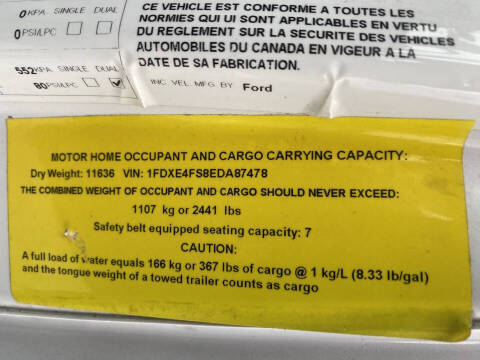 0 KPA SINGLE DUAL
0 PSI/LPC
552 KPA SINGLE DUAL
80 PSI/LPC
CE VEHICLE EST CONFORME A TOUTES LES
NORMES QUI UI SONT APPLICABLES EN VERTU
DU REGLEMENT SUR LA SECURITE DES VEHICLES
AUTOMOBILES DU CANADA EN VIGEUR A LA
DATE DE SA FABRICATION.
INC. VEL. MFG BY Ford
MOTOR HOME OCCUPANT AND CARGO CARRYING CAPACITY:
Dry Weight: 11636 VIN: 1FDXE4FS8EDA87478
THE COMBINED WEIGHT OF OCCUPANT AND CARGO SHOULD NEVER EXCEED:
1107 kg or 2441 lbs
Safety belt equipped seating capacity: 7
CAUTION:
A full load of water equals 166 kg or 367 lbs of cargo @ 1 kg/L (8.33 lb/gal)
and the tongue weight of a towed trailer counts as cargo